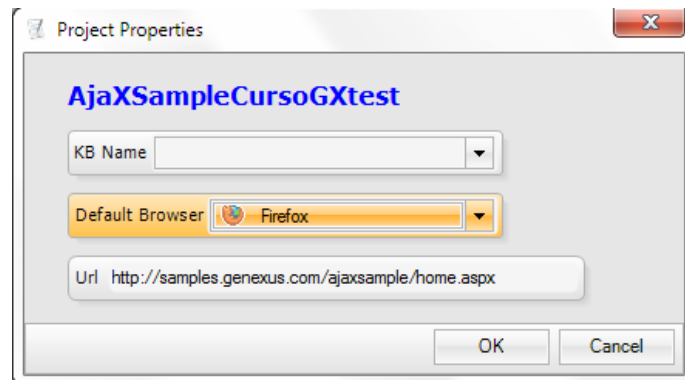 Project Properties
AjaXSampleCursoGXtest
KB Name
Default Browser Firefox
Url http://samples.genexus.com/ajaxsample/home.aspx
OK Cancel